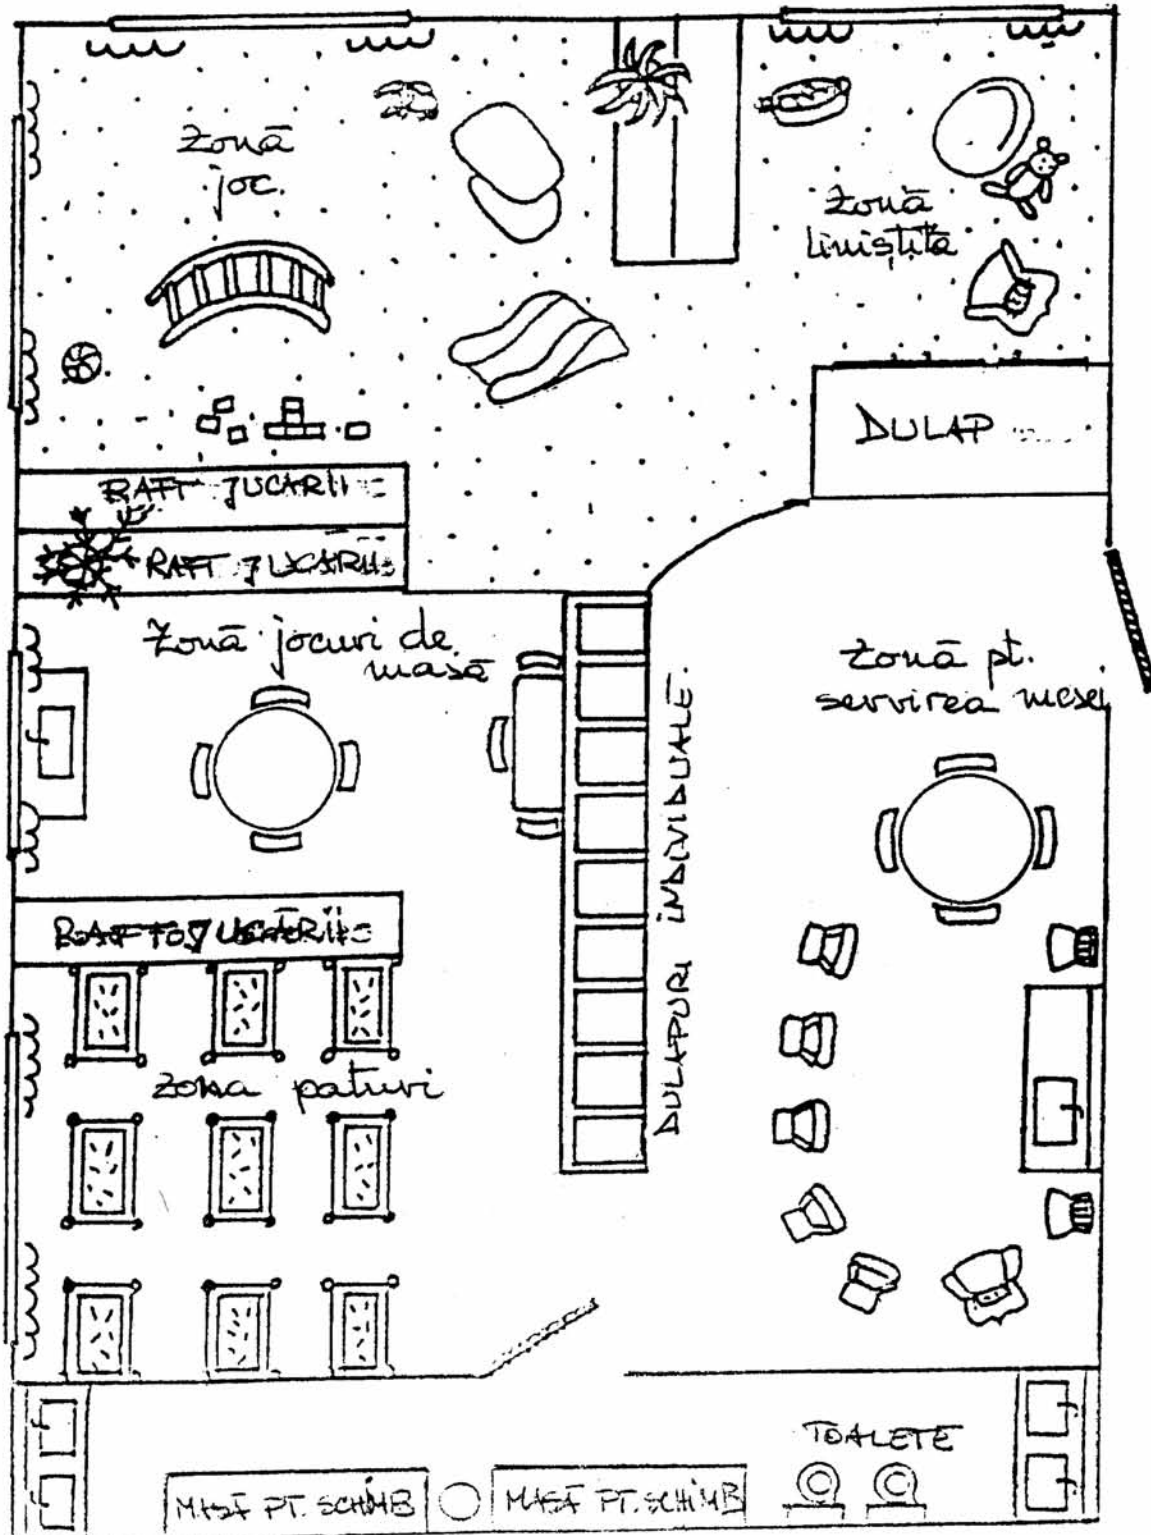 Zonă
joc.
Zonă
liniștită
DULAP
RAFT JUCĂRII
RAFT JUCĂRII
Zonă jocuri de
masă
Zonă pt.
servirea mesei
DULAPURI INDIVIDUALE.
RAFT JUCĂRII
Zona paturi
TOALETE
MASĂ PT. SCHIMB
MASĂ PT. SCHIMB